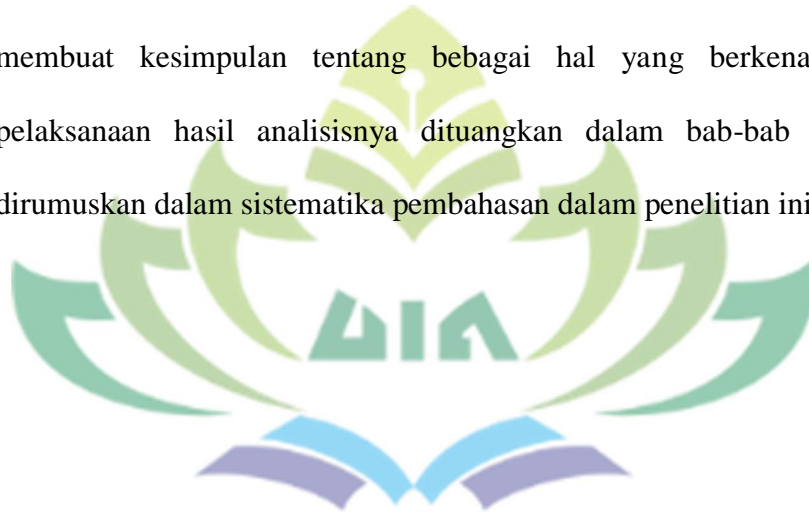 membuat kesimpulan tentang bebagai hal yang berkena
pelaksanaan hasil analisisnya dituangkan dalam bab-bab
dirumuskan dalam sistematika pembahasan dalam penelitian ini
UIN